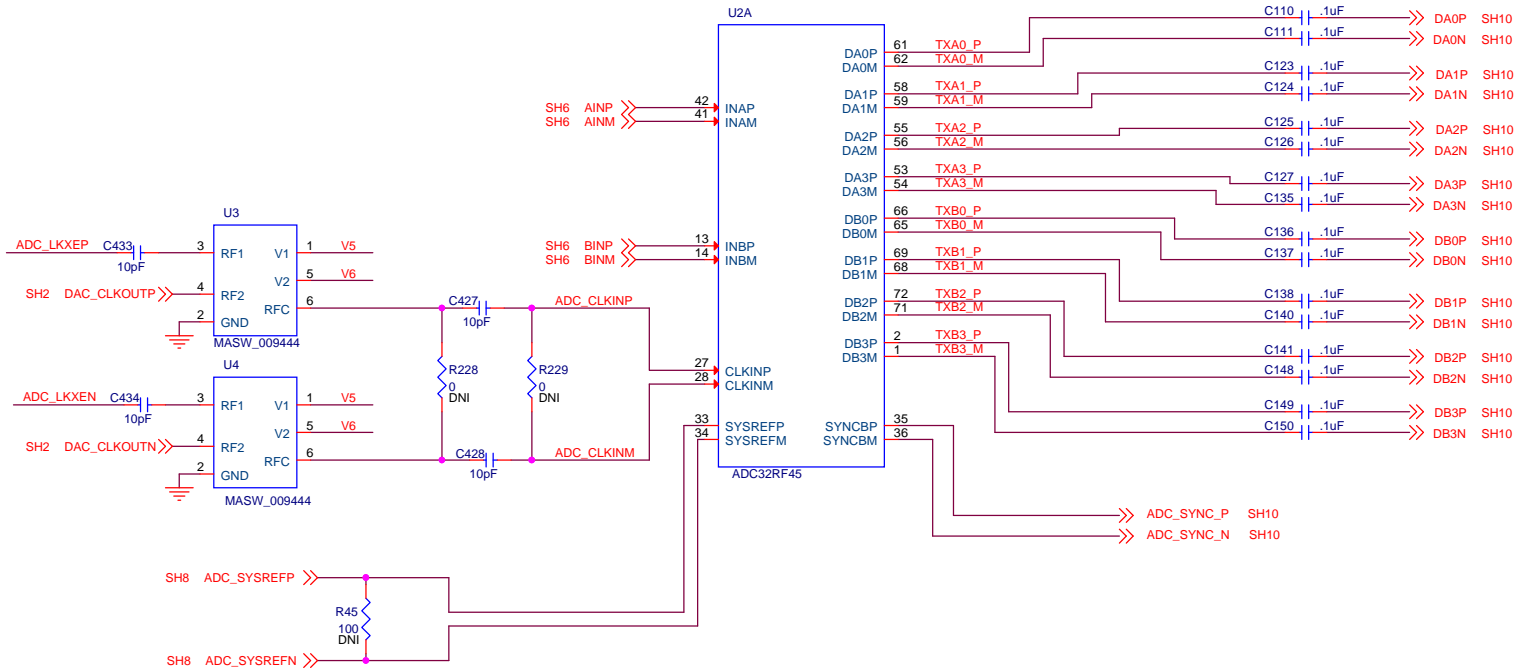 U2A
C110 .1uF
DA0P SH10
C111 .1uF
DA0N SH10
DA0P 61 TXA0_P
DA0M 62 TXA0_M
C123 .1uF
DA1P SH10
C124 .1uF
DA1N SH10
DA1P 58 TXA1_P
DA1M 59 TXA1_M
SH6 AINP 42 INAP
SH6 AINM 41 INAM
C125 .1uF
DA2P SH10
C126 .1uF
DA2N SH10
DA2P 55 TXA2_P
DA2M 56 TXA2_M
DA3P 53 TXA3_P
DA3M 54 TXA3_M
C127 .1uF
DA3P SH10
C135 .1uF
DA3N SH10
DB0P 66 TXB0_P
DB0M 65 TXB0_M
C136 .1uF
DB0P SH10
C137 .1uF
DB0N SH10
SH6 BINP 13 INBP
SH6 BINM 14 INBM
DB1P 69 TXB1_P
DB1M 68 TXB1_M
C138 .1uF
DB1P SH10
C140 .1uF
DB1N SH10
DB2P 72 TXB2_P
DB2M 71 TXB2_M
DB3P 2 TXB3_P
DB3M 1 TXB3_M
C141 .1uF
DB2P SH10
C148 .1uF
DB2N SH10
C149 .1uF
DB3P SH10
C150 .1uF
DB3N SH10
U3
ADC_LKXEP C433 3 RF1 V1 1 V5
10pF
V2 5 V6
SH2 DAC_CLKOUTP 4 RF2
RFC 6 C427 ADC_CLKINP
10pF
2 GND
MASW_009444
U4
R228
0
DNI
R229
0
DNI
27 CLKINP
28 CLKINM
ADC_LKXEN C434 3 RF1 V1 1 V5
10pF
V2 5 V6
SH2 DAC_CLKOUTN 4 RF2
RFC 6 C428 ADC_CLKINM
10pF
2 GND
MASW_009444
33 SYSREFP SYNCBP 35
34 SYSREFM SYNCBM 36
ADC32RF45
ADC_SYNC_P SH10
ADC_SYNC_N SH10
SH8 ADC_SYSREFP
R45
100
DNI
SH8 ADC_SYSREFN